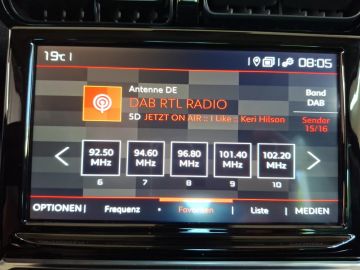 19°C
08:05
Antenne DE
DAB RTL RADIO
5D JETZT ON AIR :: I Like :: Keri Hilson
Band
DAB
Sender
15/16
92.50 MHz
94.60 MHz
96.80 MHz
101.40 MHz
102.20 MHz
6 7 8 9 10
OPTIONEN Frequenz Favoriten Liste MEDIEN